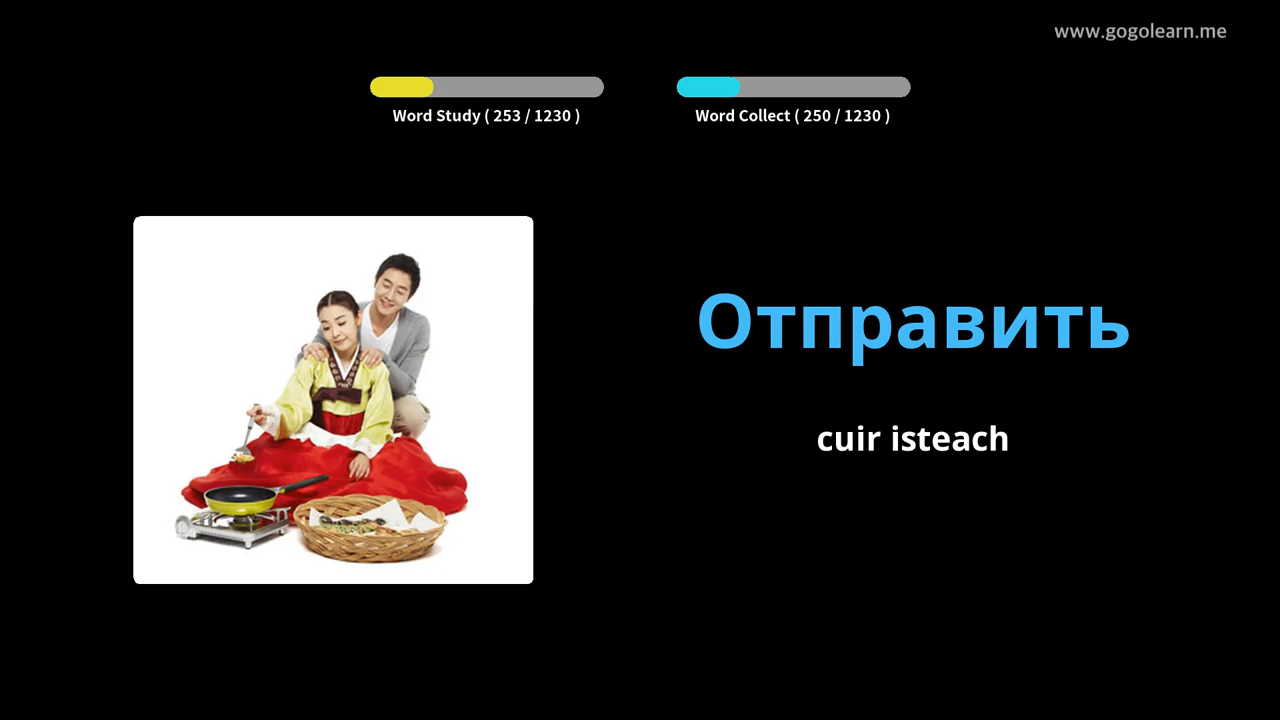 www.gogolearn.me
Word Study ( 253 / 1230 )
Word Collect ( 250 / 1230 )
Отправить
cuir isteach